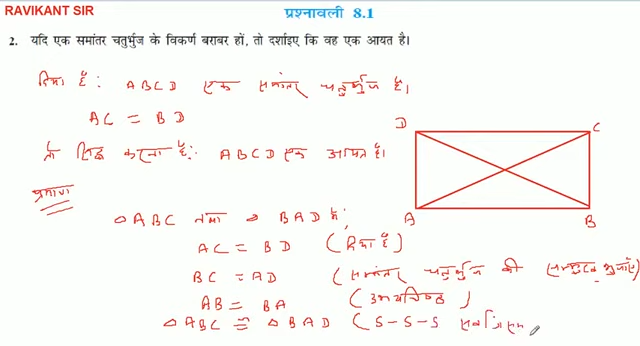 RAVIKANT SIR
प्रश्नावली 8.1
2. यदि एक समांतर चतुर्भुज के विकर्ण बराबर हों, तो दर्शाइए कि वह एक आयत है।
दिया है: ABCD एक समांतर चतुर्भुज है।
AC = BD
तो सिद्ध करना है: ABCD एक आयत है।
प्रमाण
D C
A B
△ABC तथा △BAD में;
AC = BD (दिया है)
BC = AD (समांतर चतुर्भुज की सम्मुख भुजाएँ)
AB = BA (उभयनिष्ठ)
△ABC ≅ △BAD (S-S-S